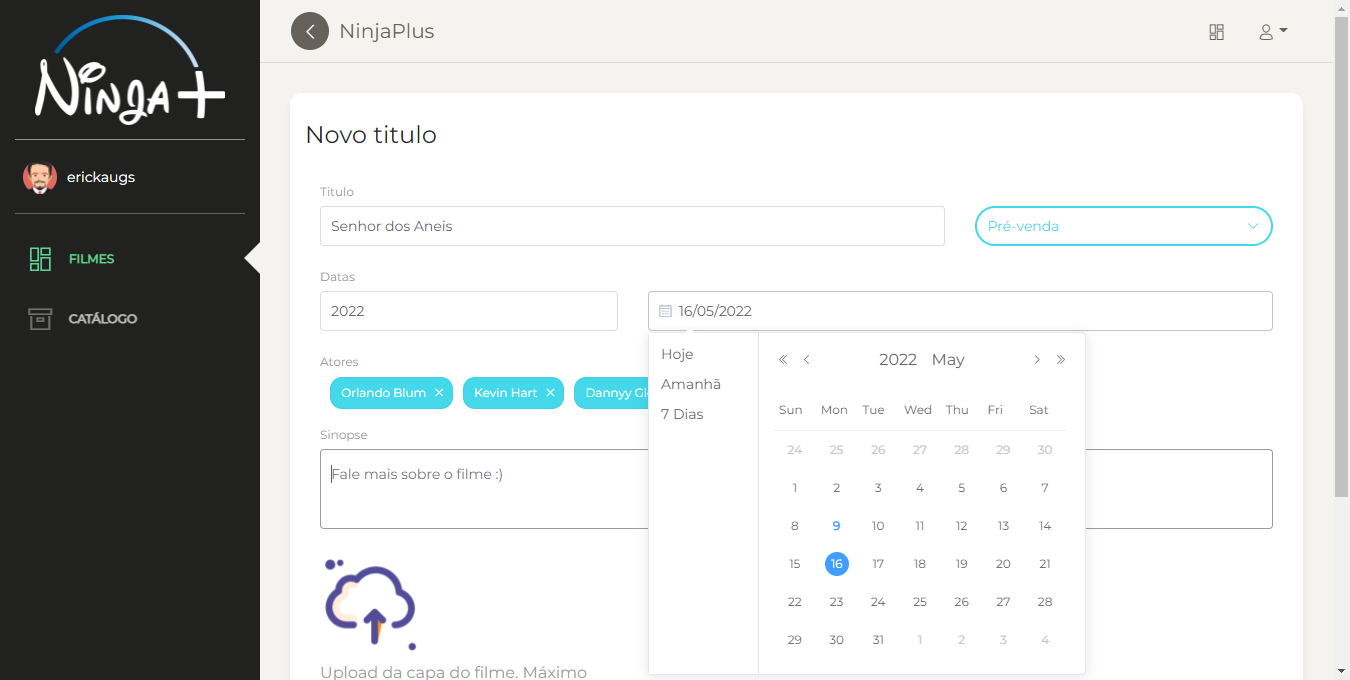 Ninja+
erickaugs
FILMES
CATÁLOGO
NinjaPlus
Novo titulo
Titulo
Senhor dos Aneis
Pré-venda
Datas
2022
16/05/2022
Atores
Orlando Blum ×
Kevin Hart ×
Dannyy
Sinopse
Fale mais sobre o filme :)
Upload da capa do filme. Máximo
Hoje
Amanhã
7 Dias
« ‹ 2022 May › »
Sun Mon Tue Wed Thu Fri Sat
24 25 26 27 28 29 30
1 2 3 4 5 6 7
8 9 10 11 12 13 14
15 16 17 18 19 20 21
22 23 24 25 26 27 28
29 30 31 1 2 3 4